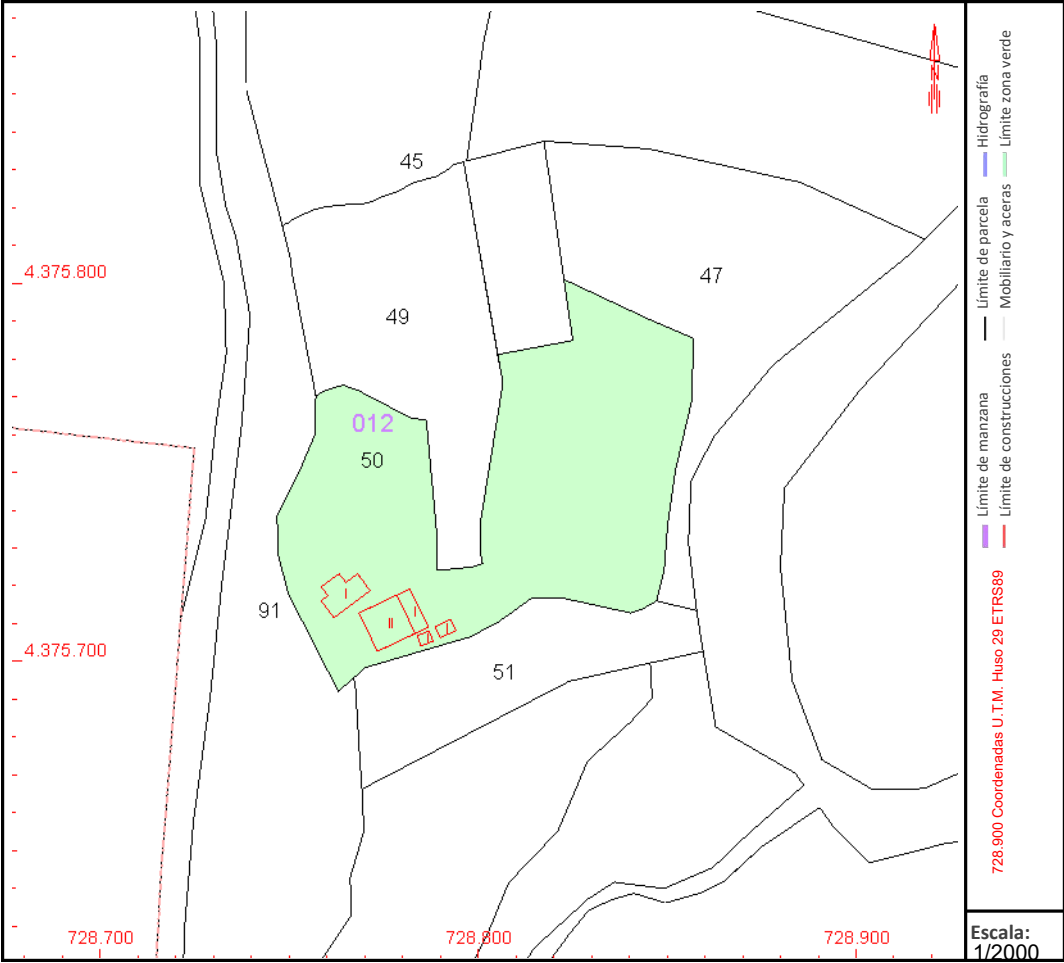 45
4.375.800
47
49
012
50
I
II
I
I
I
91
4.375.700
51
728.700
728.800
728.900
N
Límite de manzana
Límite de parcela
Hidrografía
Límite de construcciones
Mobiliario y aceras
Límite zona verde
728.900 Coordenadas U.T.M. Huso 29 ETRS89
Escala:
1/2000